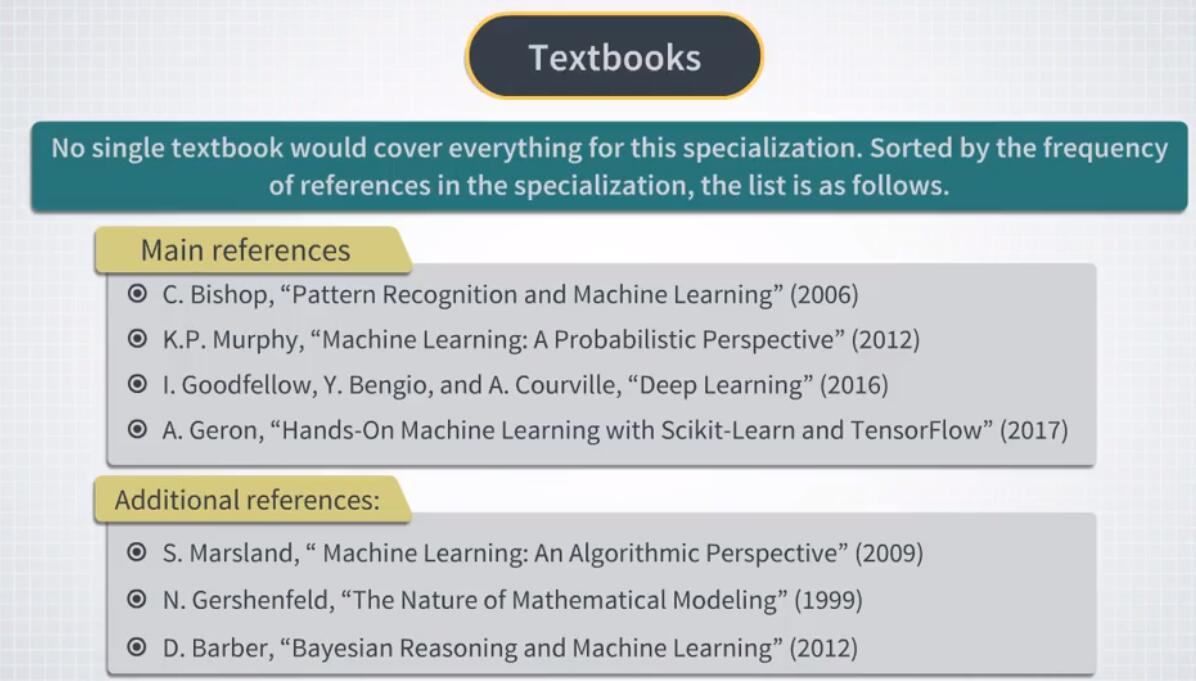 Textbooks
No single textbook would cover everything for this specialization. Sorted by the frequency
of references in the specialization, the list is as follows.
Main references
C. Bishop, “Pattern Recognition and Machine Learning” (2006)
K.P. Murphy, “Machine Learning: A Probabilistic Perspective” (2012)
I. Goodfellow, Y. Bengio, and A. Courville, “Deep Learning” (2016)
A. Geron, “Hands-On Machine Learning with Scikit-Learn and TensorFlow” (2017)
Additional references:
S. Marsland, “ Machine Learning: An Algorithmic Perspective” (2009)
N. Gershenfeld, “The Nature of Mathematical Modeling” (1999)
D. Barber, “Bayesian Reasoning and Machine Learning” (2012)